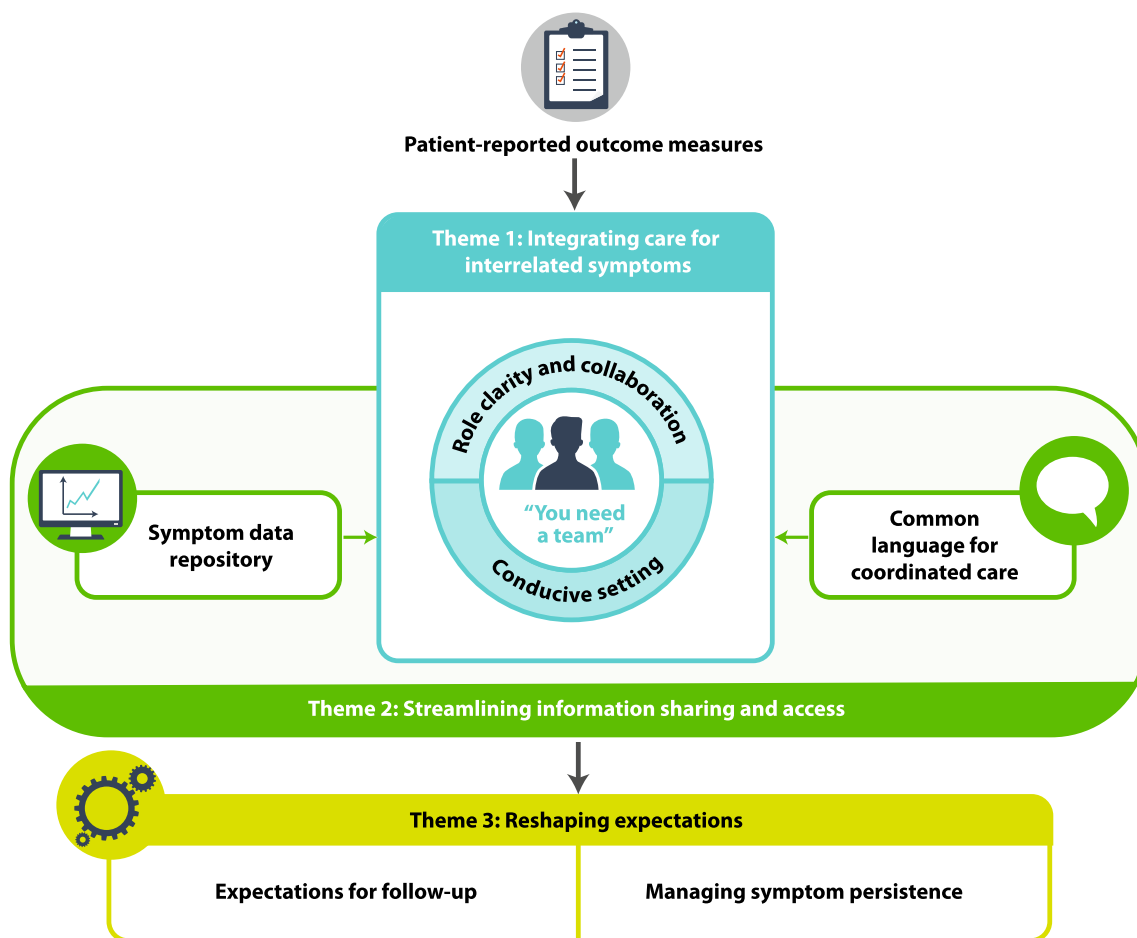 Patient-reported outcome measures
Theme 1: Integrating care for
interrelated symptoms
Role clarity and collaboration
“You need
a team”
Conducive setting
Symptom data
repository
Common
language for
coordinated care
Theme 2: Streamlining information sharing and access
Theme 3: Reshaping expectations
Expectations for follow-up
Managing symptom persistence